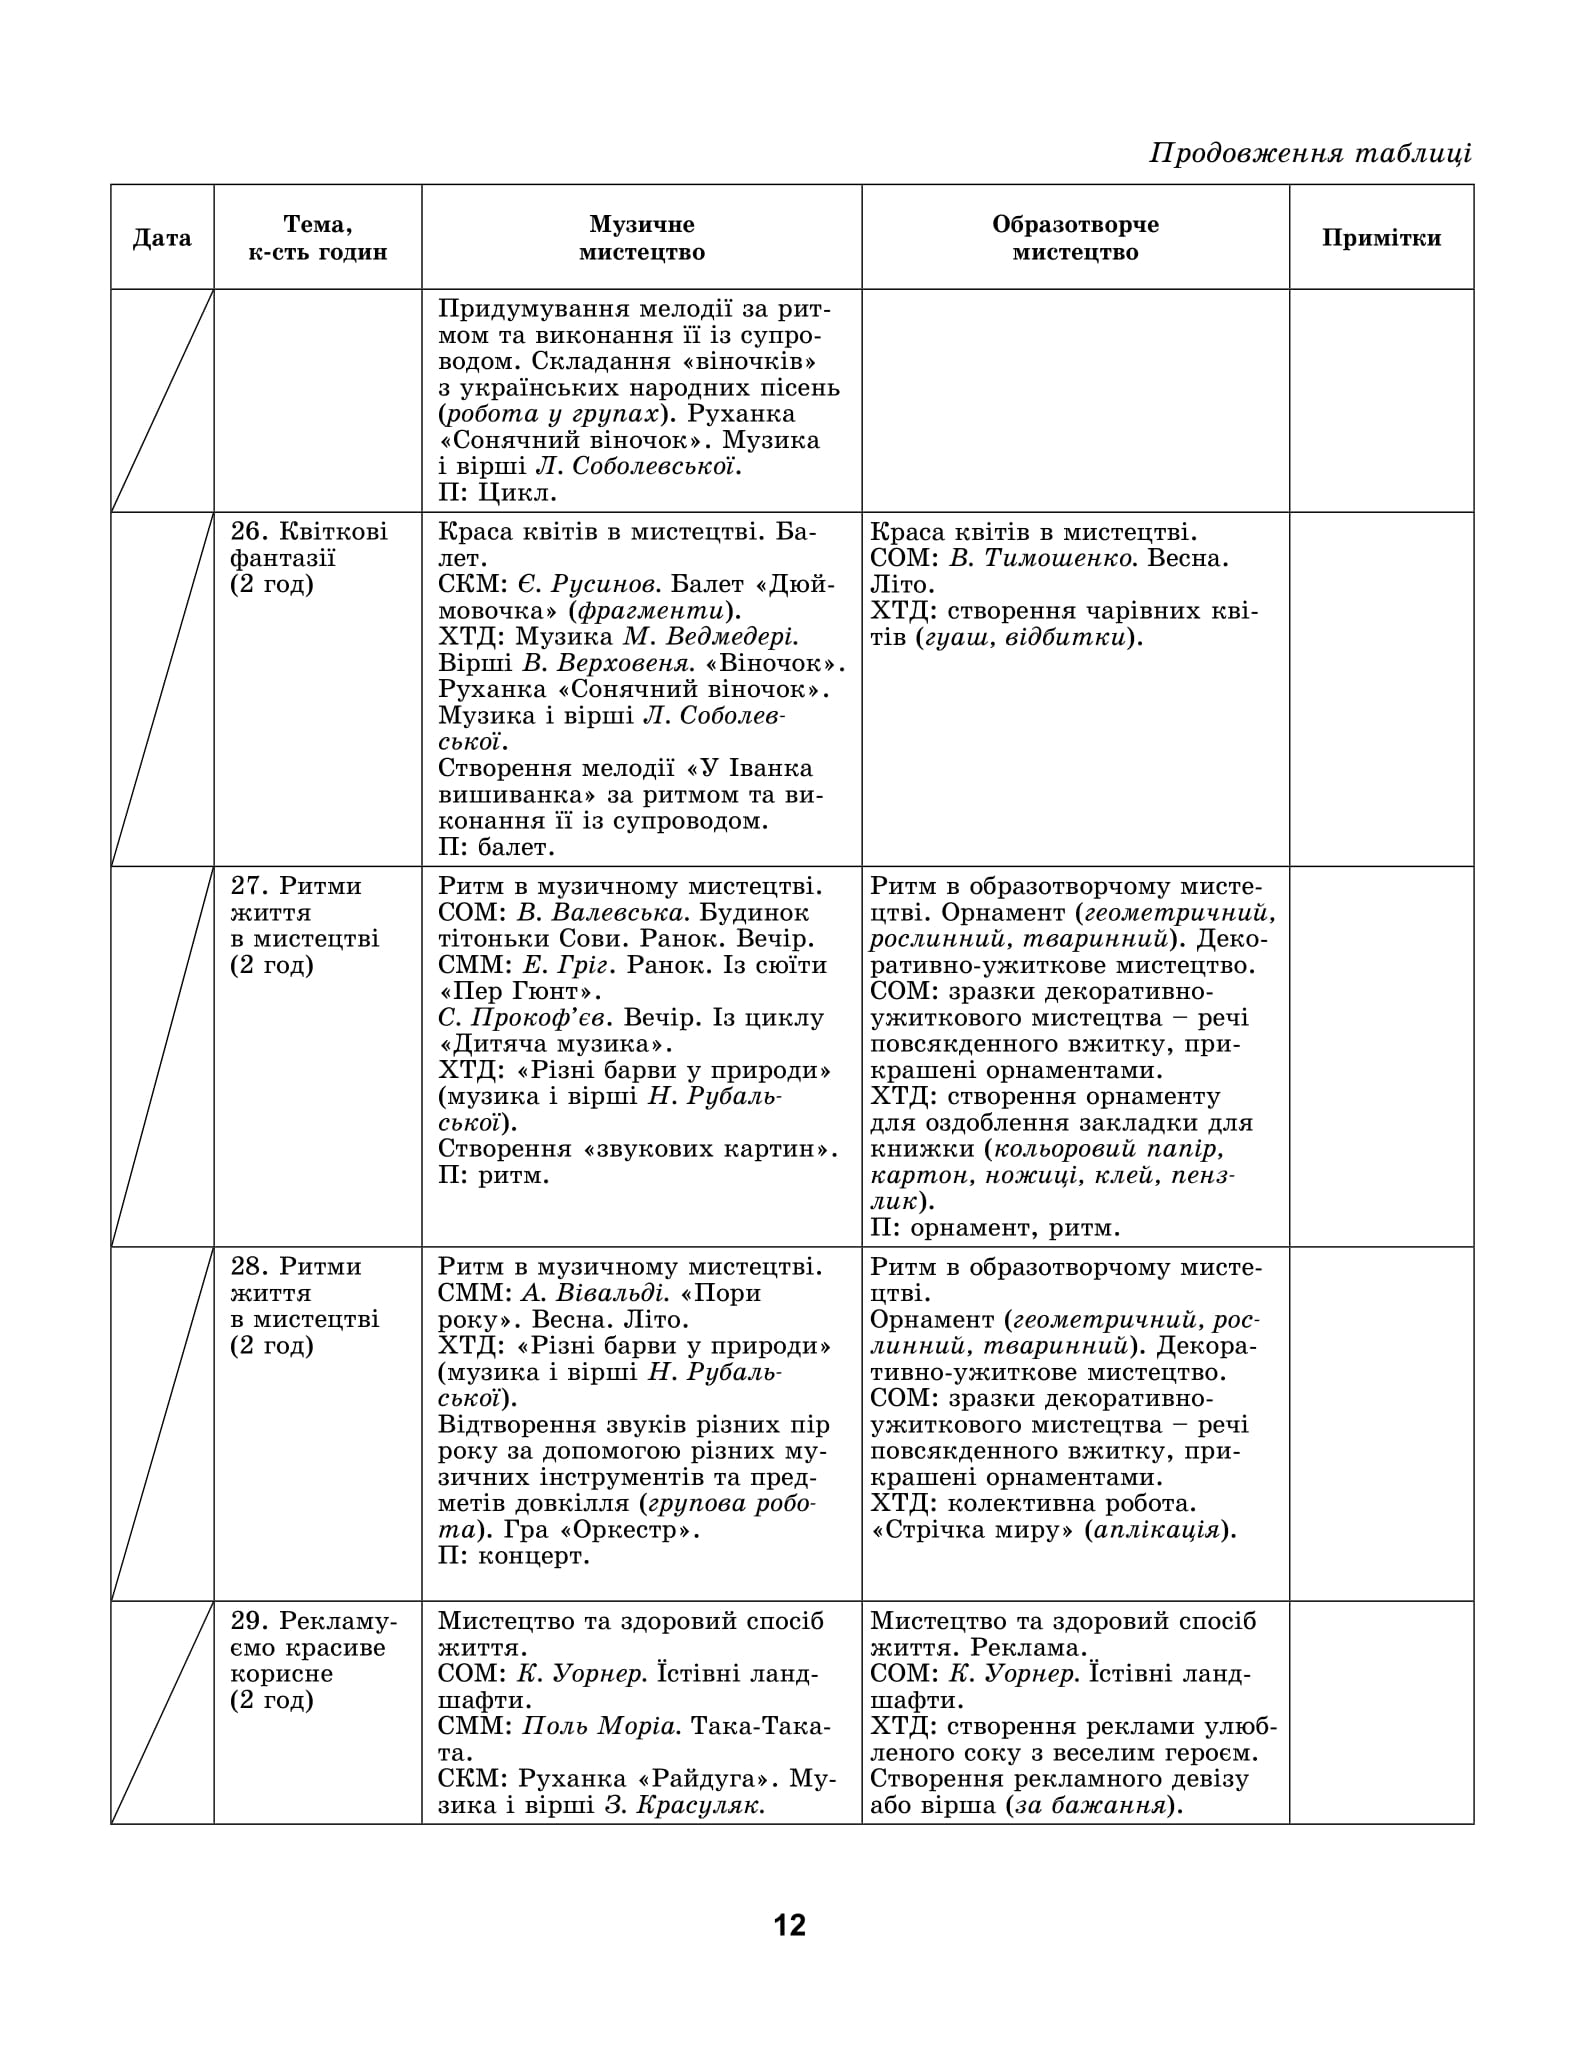 Продовження таблиці
Дата
Тема,
к-сть годин
Музичне
мистецтво
Образотворче
мистецтво
Примітки
Придумування мелодії за рит-
мом та виконання її із супро-
водом. Складання «віночків»
з українських народних пісень
(робота у групах). Руханка
«Сонячний віночок». Музика
і вірші Л. Соболевської.
П: Цикл.
26. Квіткові
фантазії
(2 год)
Краса квітів в мистецтві. Ба-
лет.
СКМ: Є. Русинов. Балет «Дюй-
мовочка» (фрагменти).
ХТД: Музика М. Ведмедері.
Вірші В. Верховеня. «Віночок».
Руханка «Сонячний віночок».
Музика і вірші Л. Соболев-
ської.
Створення мелодії «У Іванка
вишиванка» за ритмом та ви-
конання її із супроводом.
П: балет.
Краса квітів в мистецтві.
СОМ: В. Тимошенко. Весна.
Літо.
ХТД: створення чарівних кві-
тів (гуаш, відбитки).
27. Ритми
життя
в мистецтві
(2 год)
Ритм в музичному мистецтві.
СОМ: В. Валевська. Будинок
тітоньки Сови. Ранок. Вечір.
СММ: Е. Гріг. Ранок. Із сюїти
«Пер Гюнт».
С. Прокоф’єв. Вечір. Із циклу
«Дитяча музика».
ХТД: «Різні барви у природи»
(музика і вірші Н. Рубаль-
ської).
Створення «звукових картин».
П: ритм.
Ритм в образотворчому мисте-
цтві. Орнамент (геометричний,
рослинний, тваринний). Деко-
ративно-ужиткове мистецтво.
СОМ: зразки декоративно-
ужиткового мистецтва – речі
повсякденного вжитку, при-
крашені орнаментами.
ХТД: створення орнаменту
для оздоблення закладки для
книжки (кольоровий папір,
картон, ножиці, клей, пенз-
лик).
П: орнамент, ритм.
28. Ритми
життя
в мистецтві
(2 год)
Ритм в музичному мистецтві.
СММ: А. Вівальді. «Пори
року». Весна. Літо.
ХТД: «Різні барви у природи»
(музика і вірші Н. Рубаль-
ської).
Відтворення звуків різних пір
року за допомогою різних му-
зичних інструментів та пред-
метів довкілля (групова робо-
та). Гра «Оркестр».
П: концерт.
Ритм в образотворчому мисте-
цтві.
Орнамент (геометричний, рос-
линний, тваринний). Декора-
тивно-ужиткове мистецтво.
СОМ: зразки декоративно-
ужиткового мистецтва – речі
повсякденного вжитку, при-
крашені орнаментами.
ХТД: колективна робота.
«Стрічка миру» (аплікація).
29. Рекламу-
ємо красиве
корисне
(2 год)
Мистецтво та здоровий спосіб
життя.
СОМ: К. Уорнер. Їстівні ланд-
шафти.
СММ: Поль Моріа. Така-Така-
та.
СКМ: Руханка «Райдуга». Му-
зика і вірші З. Красуляк.
Мистецтво та здоровий спосіб
життя. Реклама.
СОМ: К. Уорнер. Їстівні ланд-
шафти.
ХТД: створення реклами улюб-
леного соку з веселим героєм.
Створення рекламного девізу
або вірша (за бажання).
12